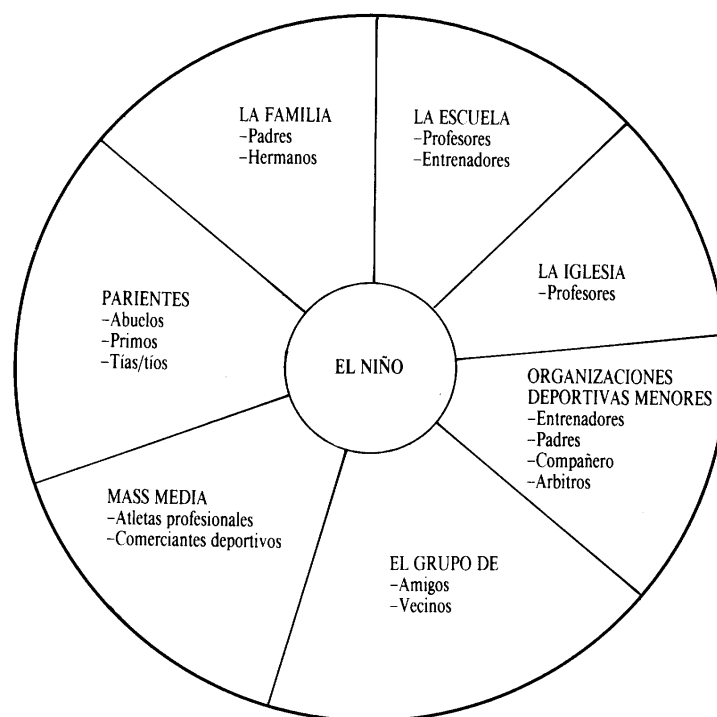 LA FAMILIA
–Padres
–Hermanos
LA ESCUELA
–Profesores
–Entrenadores
LA IGLESIA
–Profesores
PARIENTES
–Abuelos
–Primos
–Tías/tíos
EL NIÑO
ORGANIZACIONES
DEPORTIVAS MENORES
–Entrenadores
–Padres
–Compañero
–Arbitros
MASS MEDIA
–Atletas profesionales
–Comerciantes deportivos
EL GRUPO DE
–Amigos
–Vecinos